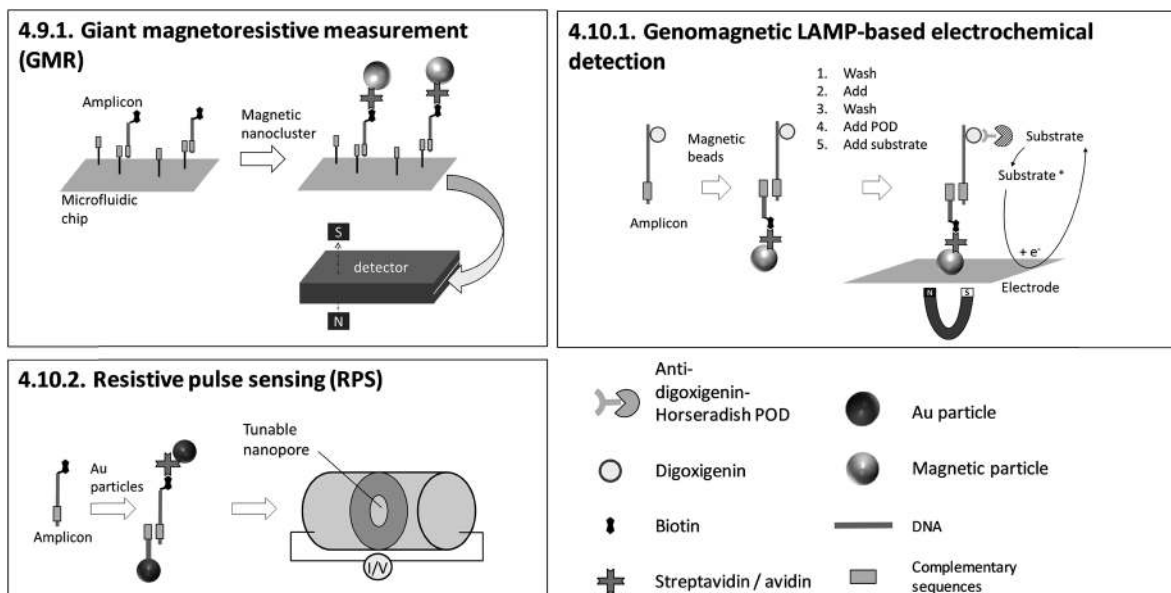 4.9.1. Giant magnetoresistive measurement
(GMR)
Amplicon
Magnetic
nanocluster
Microfluidic
chip
S
detector
N
4.10.1. Genomagnetic LAMP-based electrochemical
detection
1. Wash
2. Add
3. Wash
4. Add POD
5. Add substrate
Magnetic
beads
Amplicon
Substrate
Substrate *
+ e-
Electrode
N
S
4.10.2. Resistive pulse sensing (RPS)
Tunable
nanopore
Au
particles
Amplicon
I/V
Anti-
digoxigenin-
Horseradish POD
Au particle
Digoxigenin
Magnetic particle
Biotin
DNA
Streptavidin / avidin
Complementary
sequences